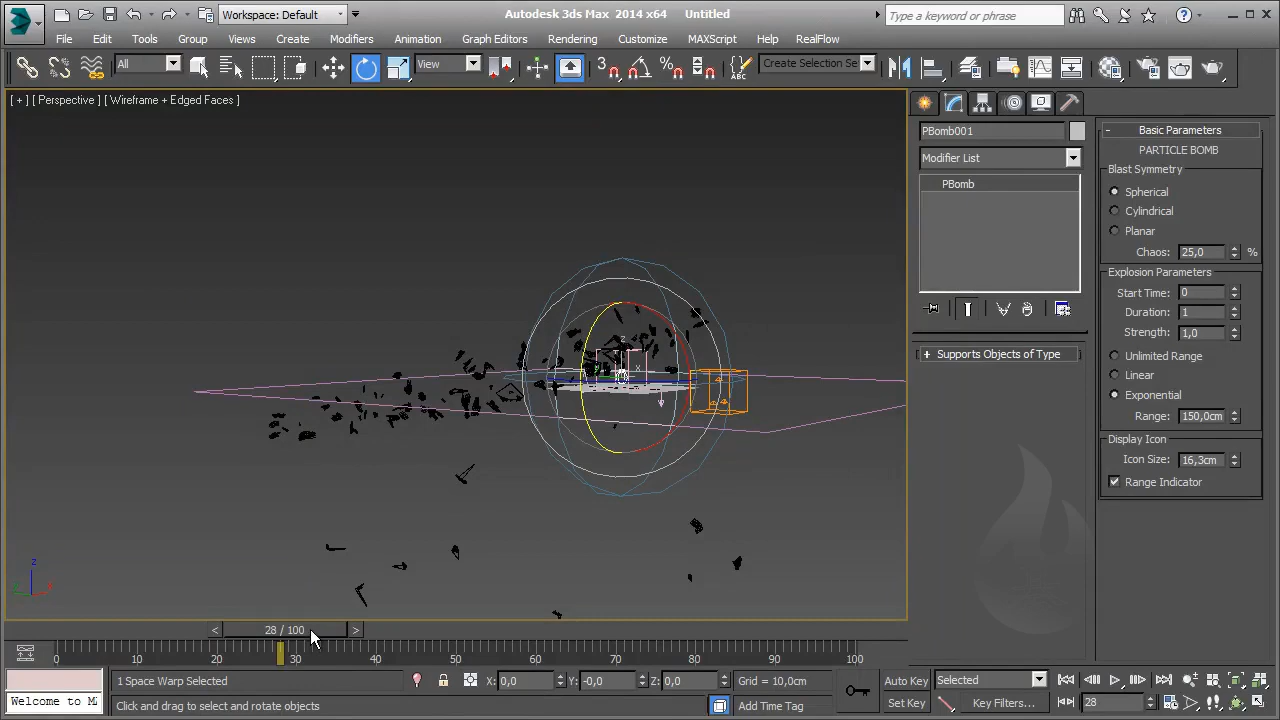 Workspace: Default
Autodesk 3ds Max 2014 x64 Untitled
Type a keyword or phrase
File Edit Tools Group Views Create Modifiers Animation Graph Editors Rendering Customize MAXScript Help RealFlow
All View 3 Create Selection Se
[ + ] [ Perspective ] [ Wireframe + Edged Faces ]
PBomb001
Modifier List
PBomb
Supports Objects of Type
Basic Parameters
PARTICLE BOMB
Blast Symmetry
Spherical
Cylindrical
Planar
Chaos: 25,0 %
Explosion Parameters
Start Time: 0
Duration: 1
Strength: 1,0
Unlimited Range
Linear
Exponential
Range: 150,0cm
Display Icon
Icon Size: 16,3cm
Range Indicator
z
x
z
< 28 / 100 >
0 10 20 30 40 50 60 70 80 90 100
1 Space Warp Selected X: 0,0 Y: -0,0 Z: 0,0 Grid = 10,0cm Auto Key Selected
Welcome to M
Click and drag to select and rotate objects Add Time Tag Set Key Key Filters... 28